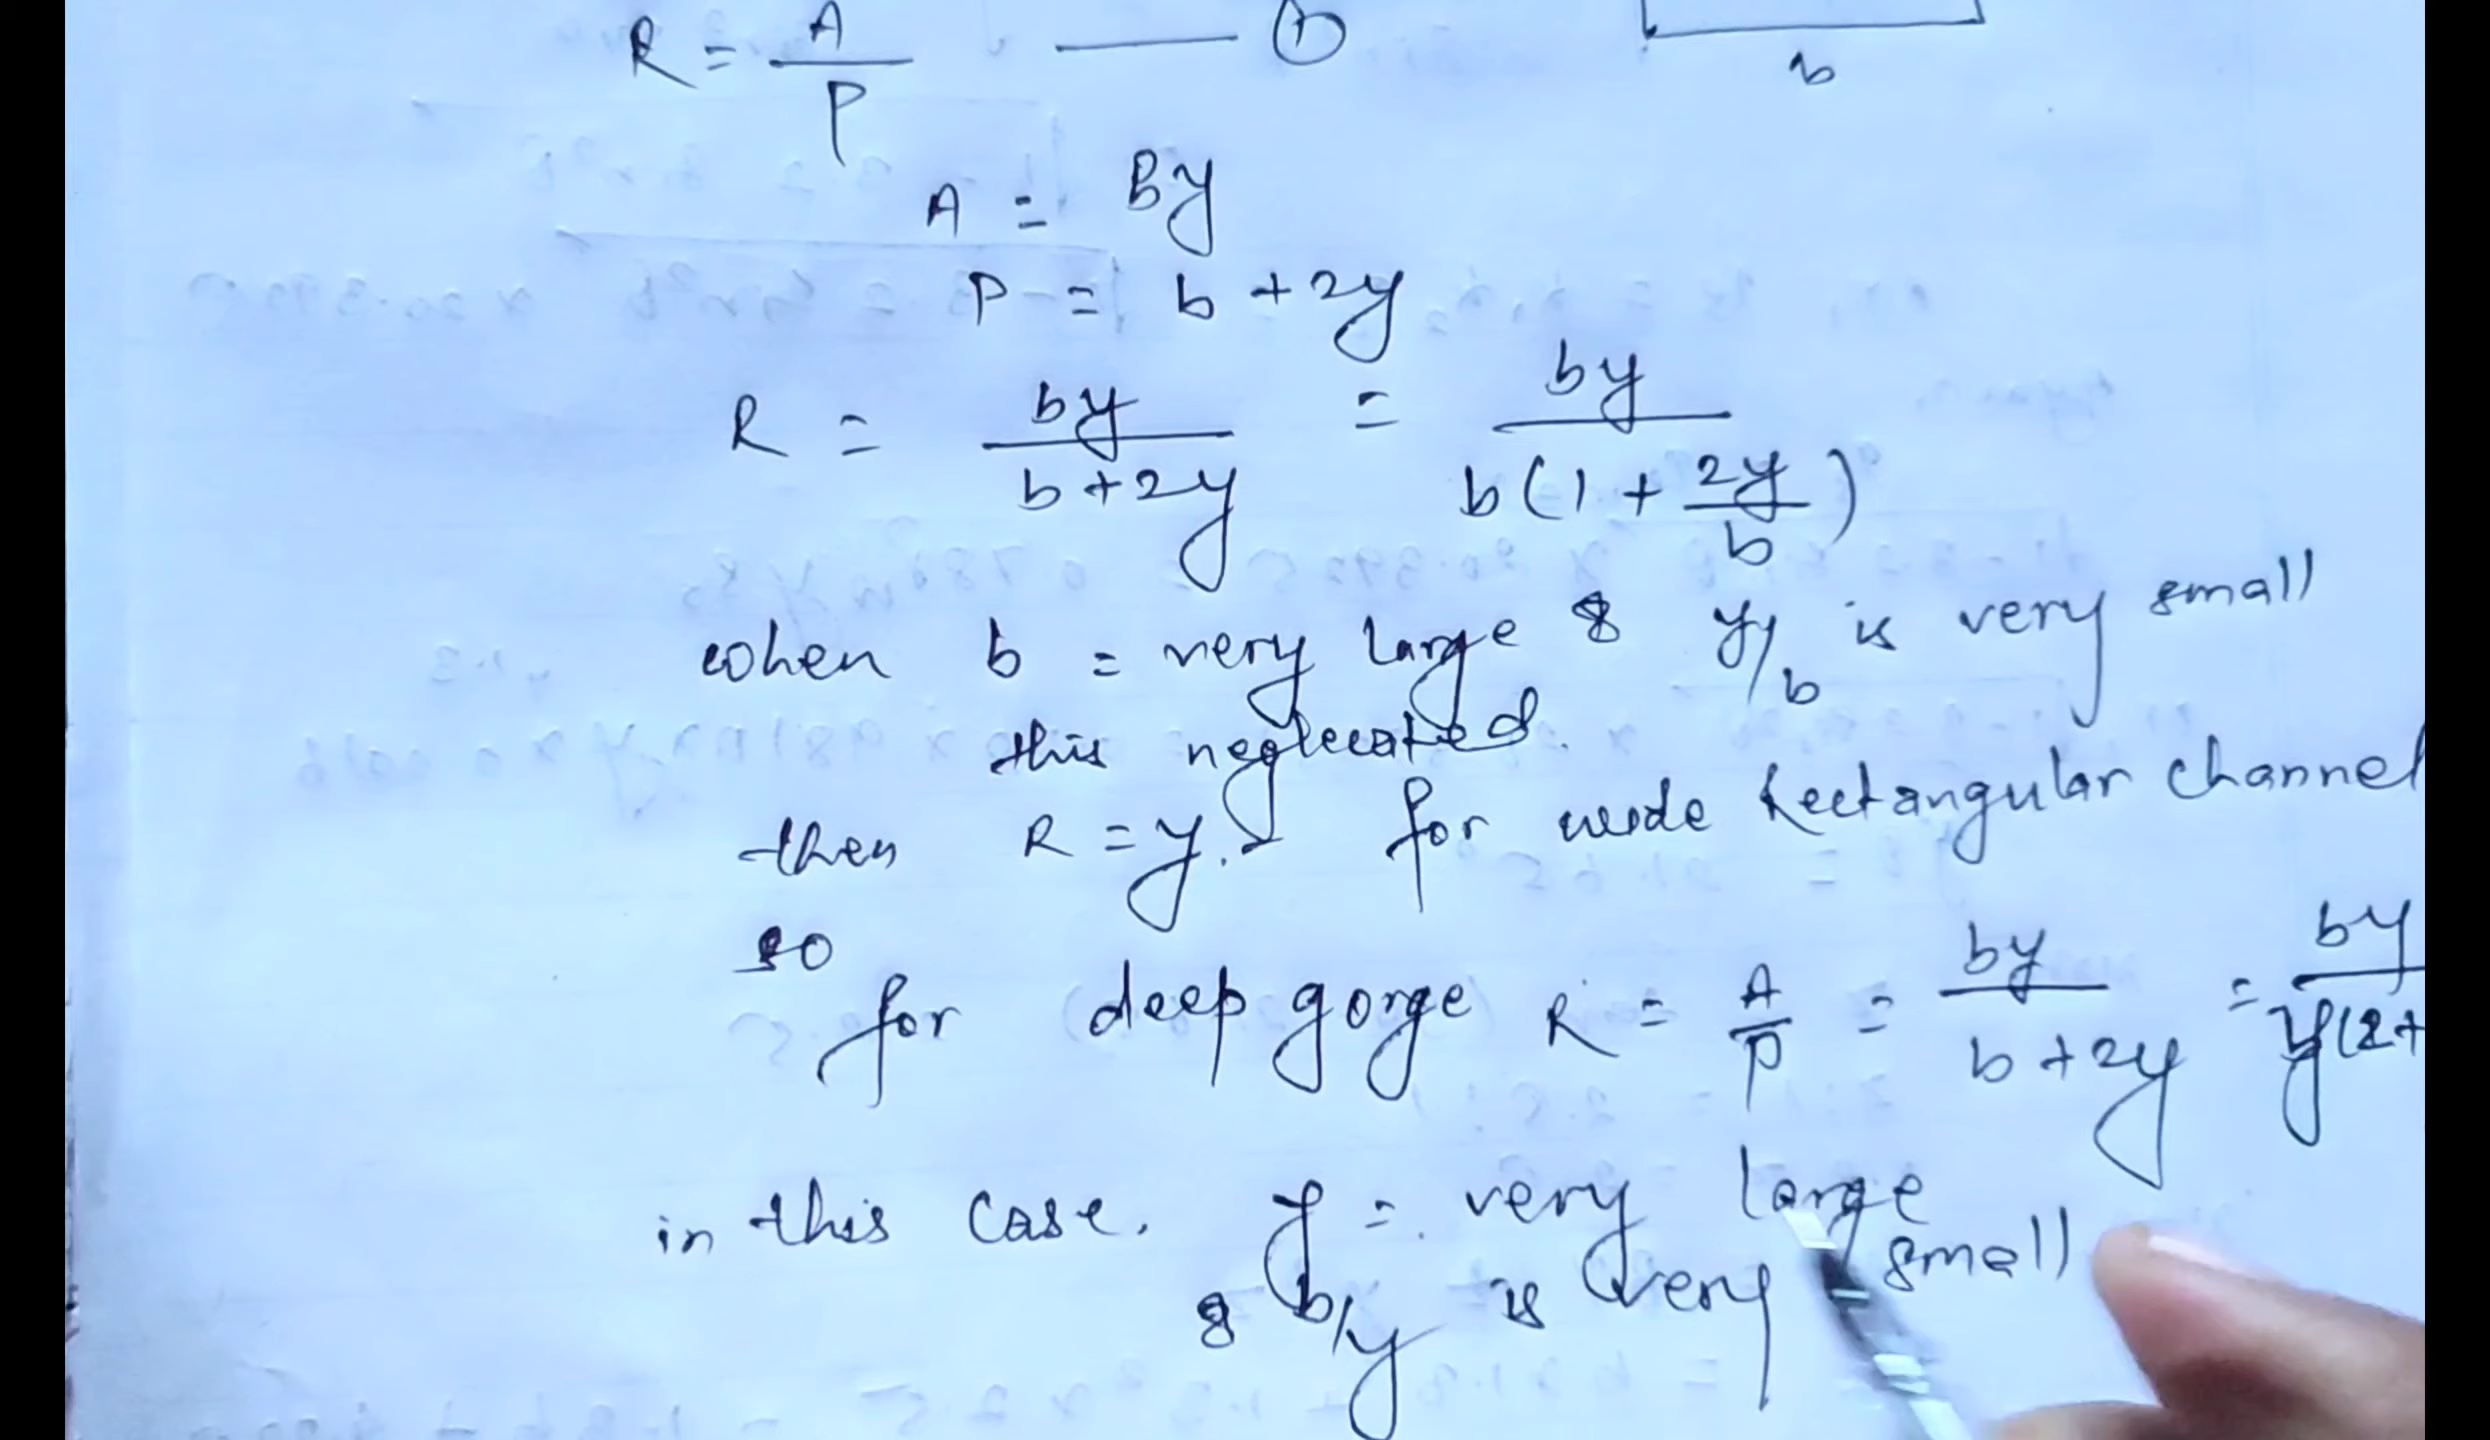 R = A/P —— ①
b
A = By
P = b + 2y
R = by/(b+2y) = by/(b(1 + 2y/b))
when b = very large & y/b is very small
this neglecated.
then R = y. for wide Rectangular channel
so
for deep gorge R = A/P = by/(b+2y) = by/(y(2+
in this case. y = very large
& b/y is very small